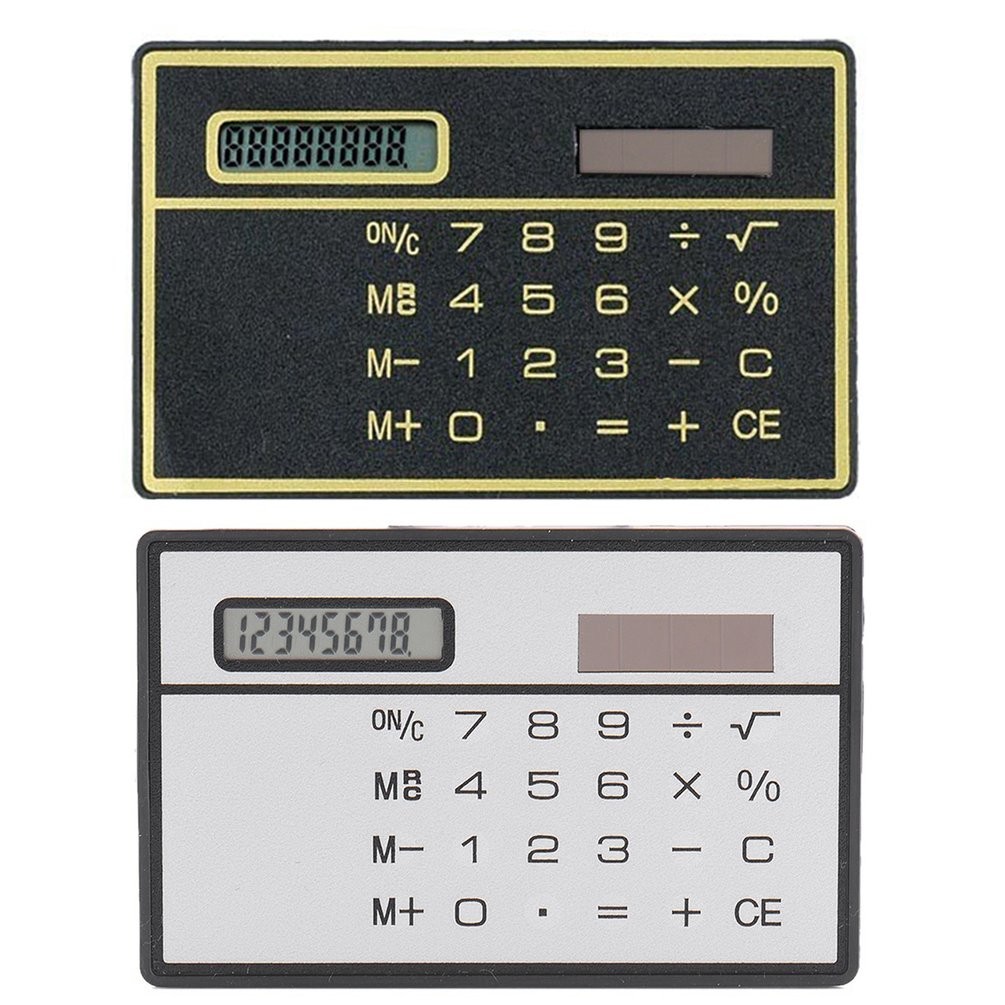 88888888.
ON/C 7 8 9 ÷ √
MRC 4 5 6 × %
M− 1 2 3 − C
M+ 0 . = + CE
12345678.
ON/C 7 8 9 ÷ √
MRC 4 5 6 × %
M− 1 2 3 − C
M+ 0 . = + CE